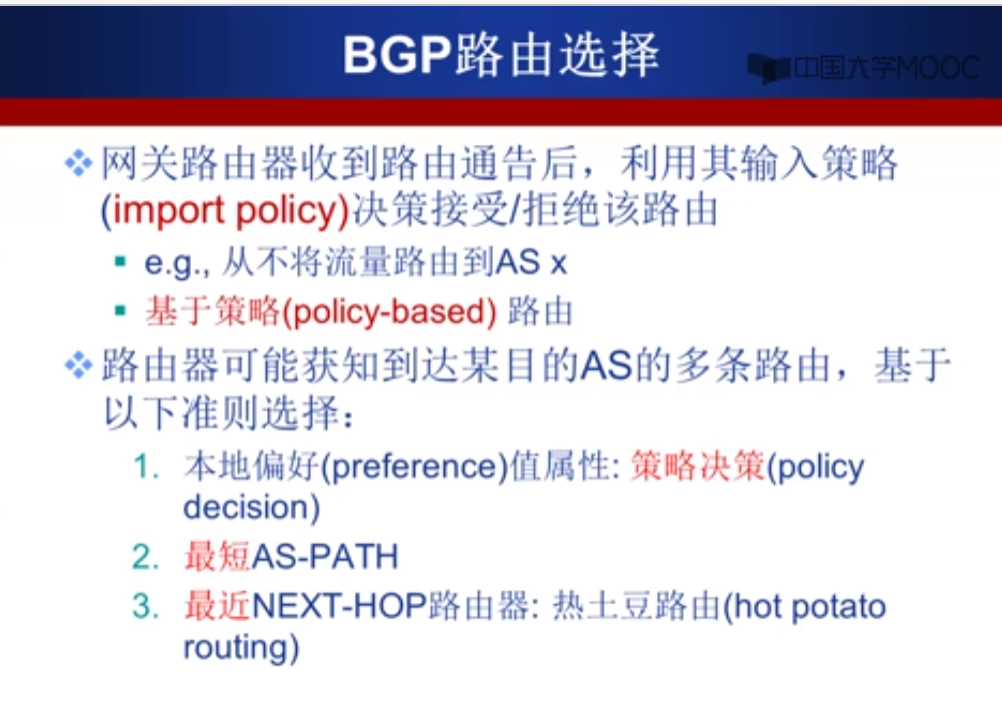 BGP路由选择
中国大学MOOC
网关路由器收到路由通告后，利用其输入策略
(import policy)决策接受/拒绝该路由
e.g., 从不将流量路由到AS x
基于策略(policy-based) 路由
路由器可能获知到达某目的AS的多条路由，基于
以下准则选择：
1. 本地偏好(preference)值属性: 策略决策(policy
decision)
2. 最短AS-PATH
3. 最近NEXT-HOP路由器: 热土豆路由(hot potato
routing)